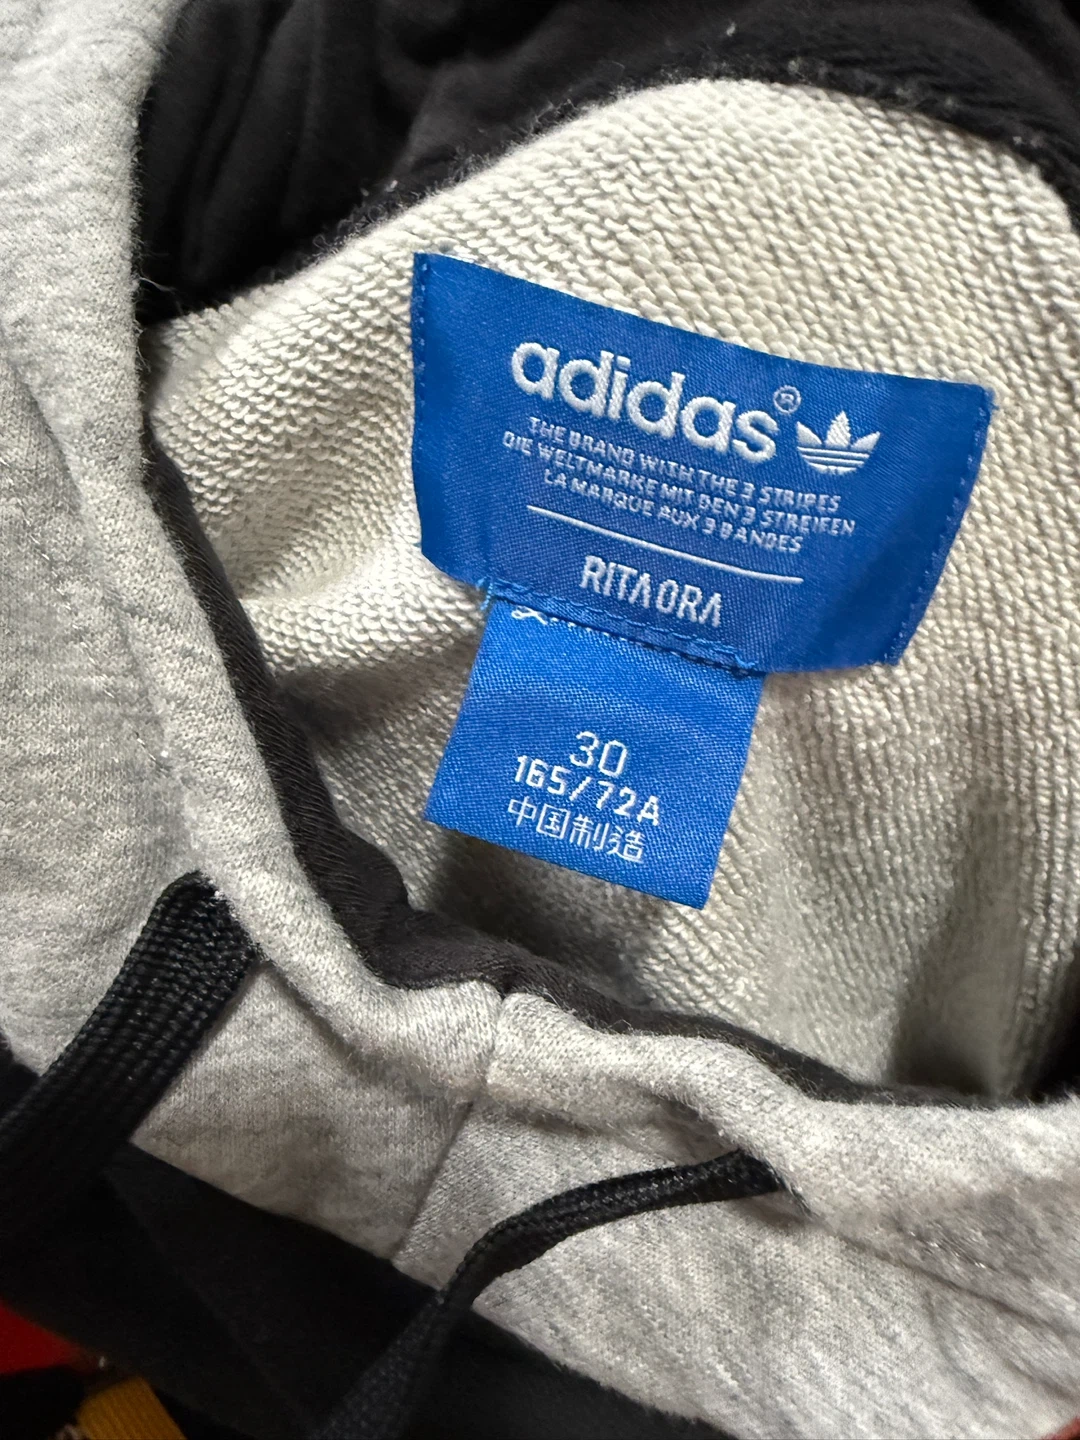 adidas®
THE BRAND WITH THE 3 STRIPES
DIE WELTMARKE MIT DEN 3 STREIFEN
LA MARQUE AUX 3 BANDES
RITA ORA
30
165/72A
中国制造